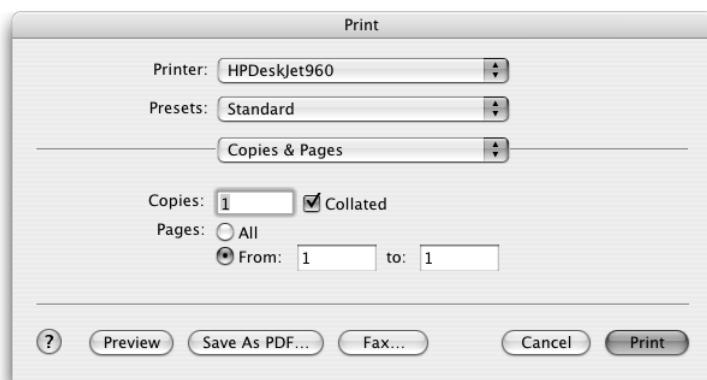 Print
Printer: HPDeskJet960
Presets: Standard
Copies & Pages
Copies: 1 Collated
Pages: All
From: 1 to: 1
? Preview Save As PDF... Fax... Cancel Print